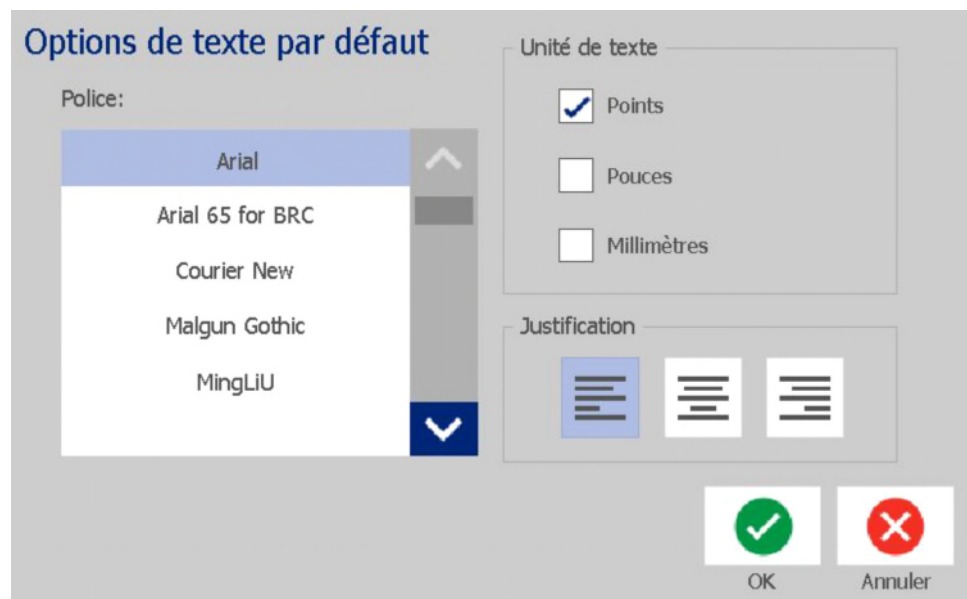 Options de texte par défaut
Police:
Arial
Arial 65 for BRC
Courier New
Malgun Gothic
MingLiU
Unité de texte
Points
Pouces
Millimètres
Justification
OK
Annuler